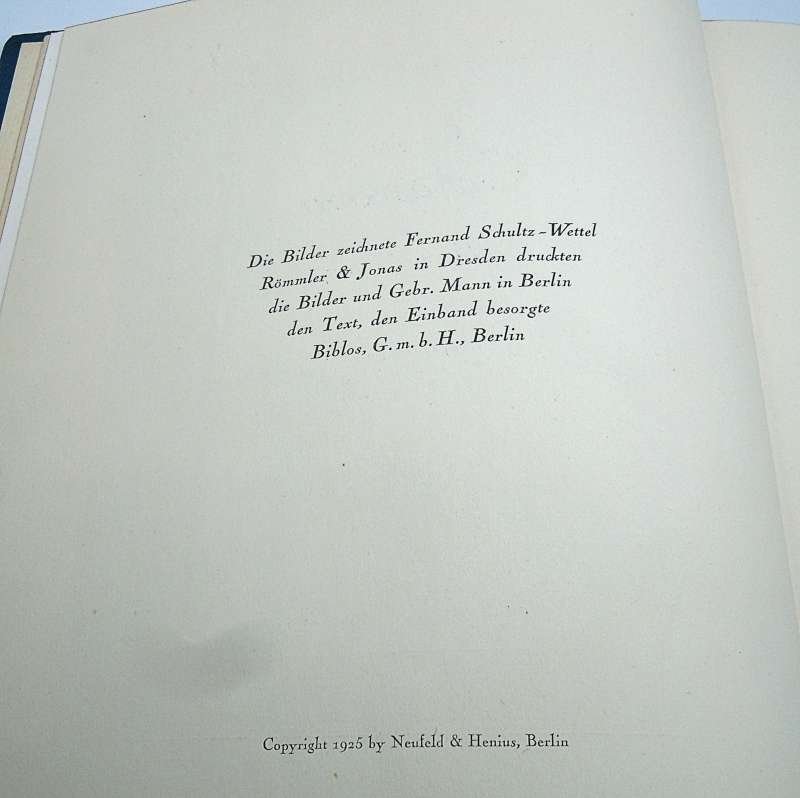 Die Bilder zeichnete Fernand Schultz-Wettel
Römmler & Jonas in Dresden druckten
die Bilder und Gebr. Mann in Berlin
den Text, den Einband besorgte
Biblos, G. m. b. H., Berlin
Copyright 1925 by Neufeld & Henius, Berlin